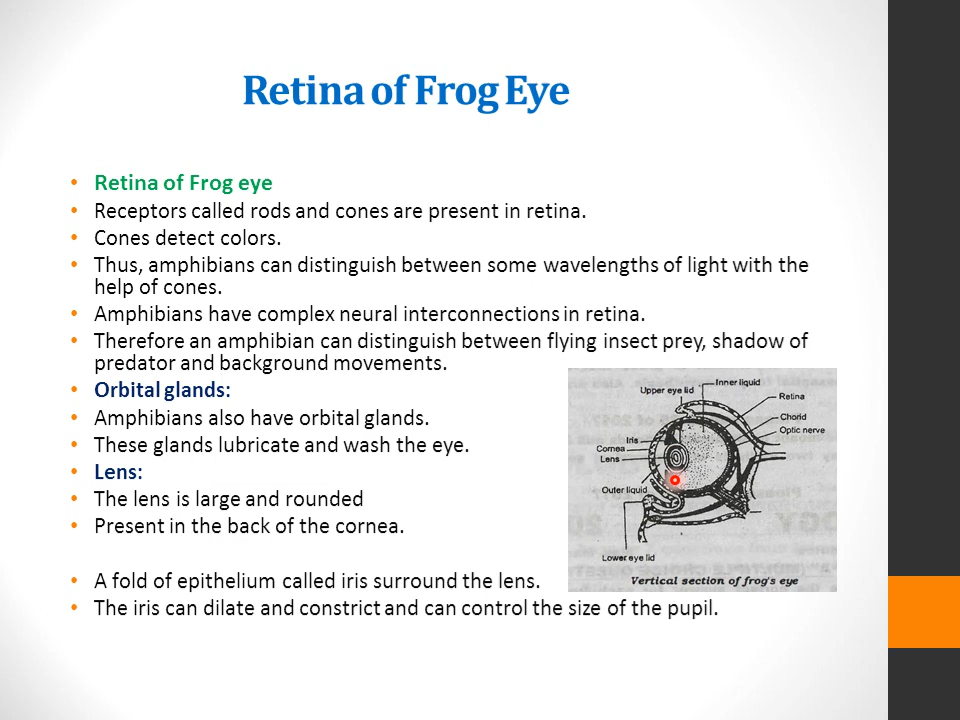 Retina of Frog Eye
• Retina of Frog eye
• Receptors called rods and cones are present in retina.
• Cones detect colors.
• Thus, amphibians can distinguish between some wavelengths of light with the
help of cones.
• Amphibians have complex neural interconnections in retina.
• Therefore an amphibian can distinguish between flying insect prey, shadow of
predator and background movements.
• Orbital glands:
• Amphibians also have orbital glands.
• These glands lubricate and wash the eye.
• Lens:
• The lens is large and rounded
• Present in the back of the cornea.
• A fold of epithelium called iris surround the lens.
• The iris can dilate and constrict and can control the size of the pupil.
Inner liquid
Upper eye lid
Retina
Chorid
Optic nerve
Iris
Cornea
Lens
Outer liquid
Lower eye lid
Vertical section of frog's eye